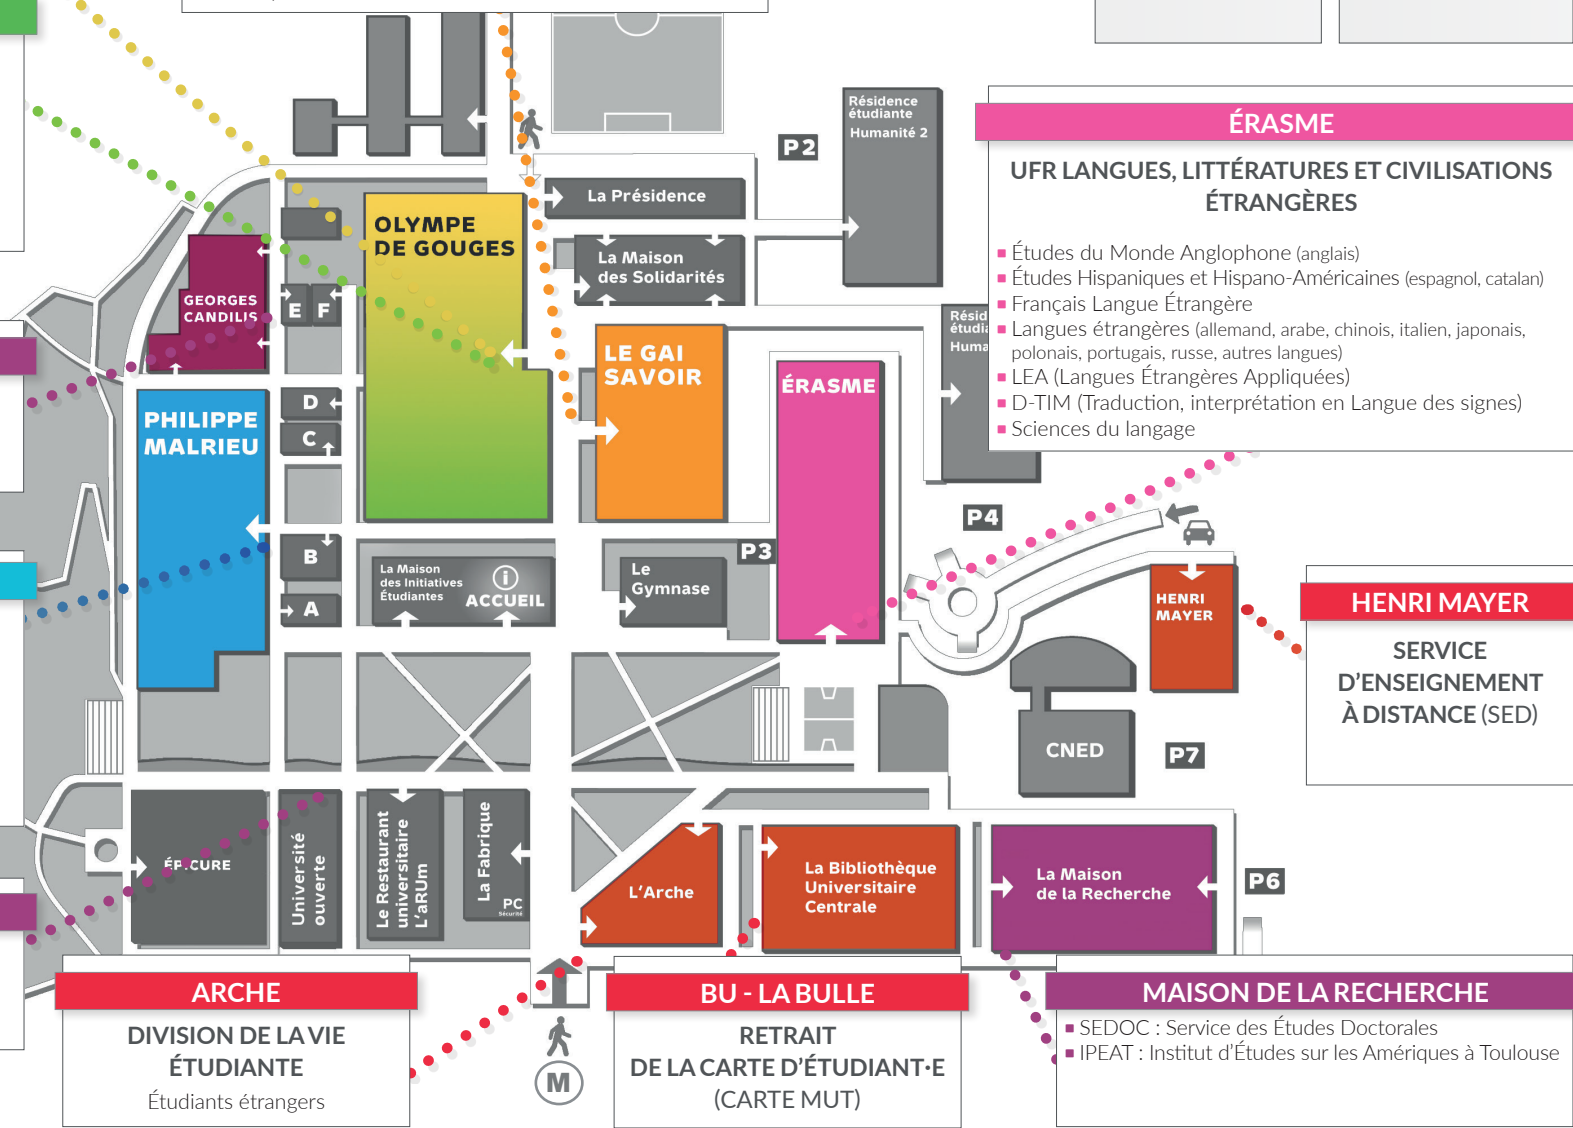 Résidence
étudiante
Humanité 2
P2
La Présidence
La Maison
des Solidarités
OLYMPE
DE GOUGES
GEORGES
CANDILIS
E
F
D
C
B
A
PHILIPPE
MALRIEU
LE GAI
SAVOIR
ÉRASME
Résid
étudia
Huma
ÉRASME
UFR LANGUES, LITTÉRATURES ET CIVILISATIONS
ÉTRANGÈRES
Études du Monde Anglophone (anglais)
Études Hispaniques et Hispano-Américaines (espagnol, catalan)
Français Langue Étrangère
Langues étrangères (allemand, arabe, chinois, italien, japonais,
polonais, portugais, russe, autres langues)
LEA (Langues Étrangères Appliquées)
D-TIM (Traduction, interprétation en Langue des signes)
Sciences du langage
P4
P3
La Maison
des Initiatives
Étudiantes
i
ACCUEIL
Le
Gymnase
HENRI
MAYER
HENRI MAYER
SERVICE
D'ENSEIGNEMENT
À DISTANCE (SED)
CNED
P7
ÉPICURE
Université
ouverte
Le Restaurant
universitaire
L'aRUm
La Fabrique
PC
Sécurité
L'Arche
La Bibliothèque
Universitaire
Centrale
La Maison
de la Recherche
P6
ARCHE
DIVISION DE LA VIE
ÉTUDIANTE
Étudiants étrangers
M
BU - LA BULLE
RETRAIT
DE LA CARTE D'ÉTUDIANT·E
(CARTE MUT)
MAISON DE LA RECHERCHE
SEDOC : Service des Études Doctorales
IPEAT : Institut d'Études sur les Amériques à Toulouse